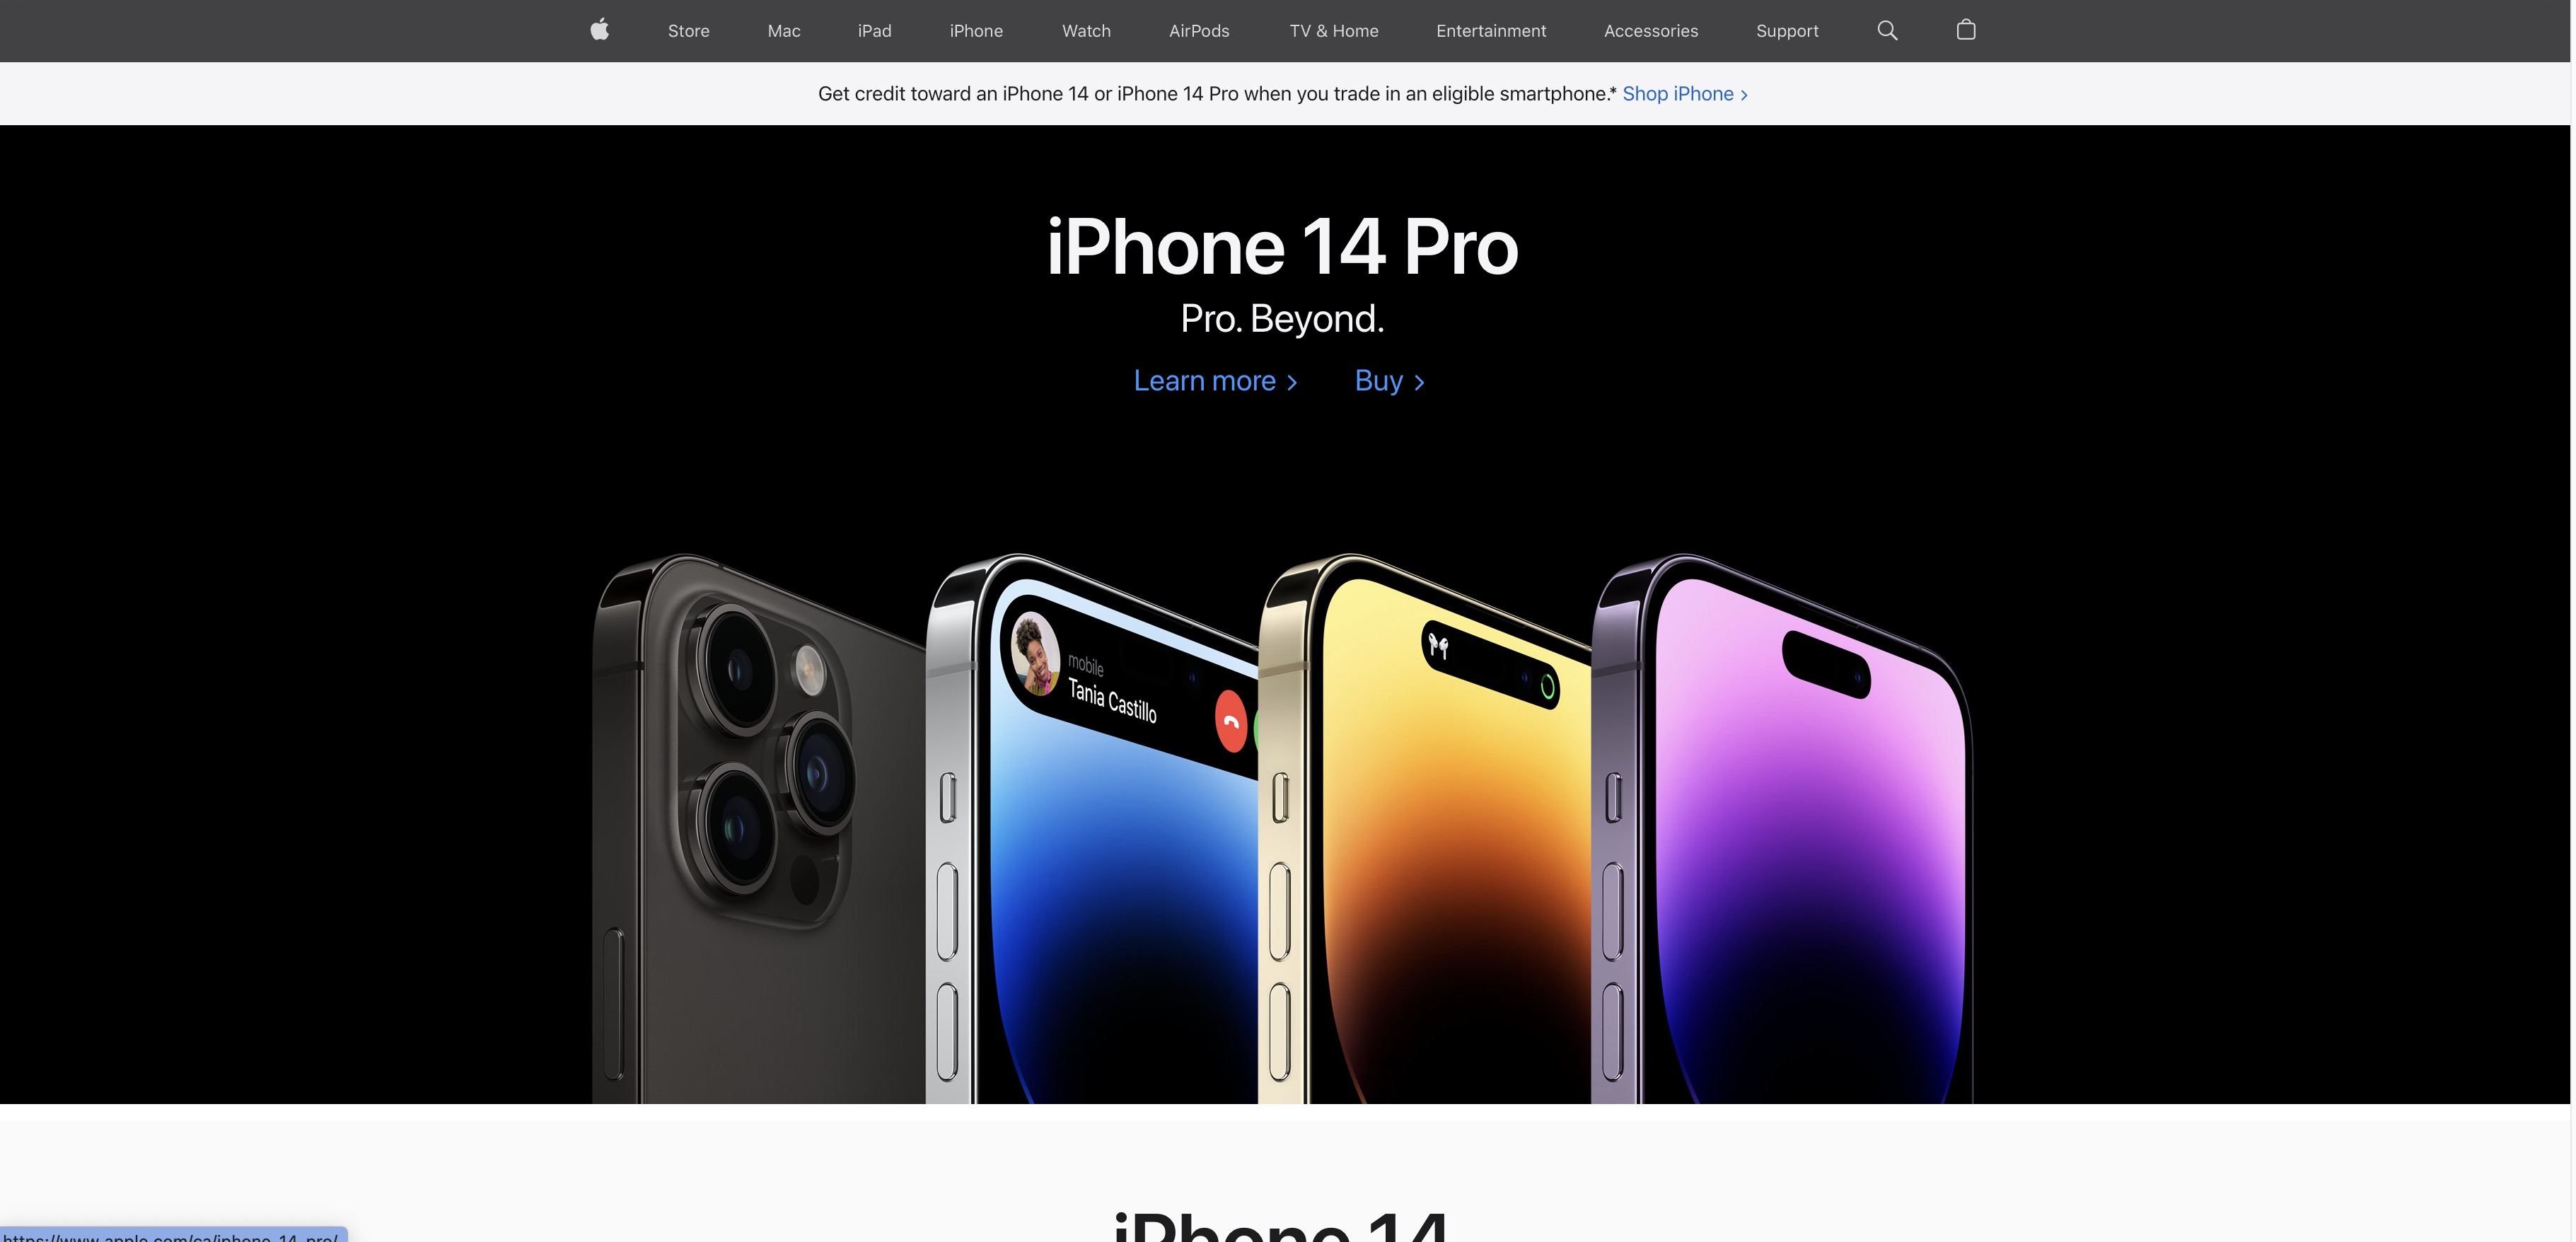 Store Mac iPad iPhone Watch AirPods TV & Home Entertainment Accessories Support
Get credit toward an iPhone 14 or iPhone 14 Pro when you trade in an eligible smartphone.* Shop iPhone >
iPhone 14 Pro
Pro. Beyond.
Learn more > Buy >
mobile
Tania Castillo
iPhone 14
https://www.apple.com/ca/iphone-14-pro/